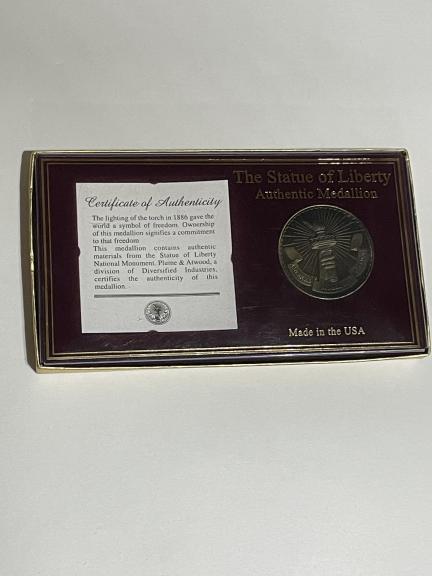 Certificate of Authenticity
The lighting of the torch in 1886 gave the
world a symbol of freedom. Ownership
of this medallion signifies a commitment
to that freedom
This medallion contains authentic
materials from the Statue of Liberty
National Monument. Plume & Atwood, a
division of Diversified Industries,
certifies the authenticity of this
medallion.
The Statue of Liberty
Authentic Medallion
Made in the USA